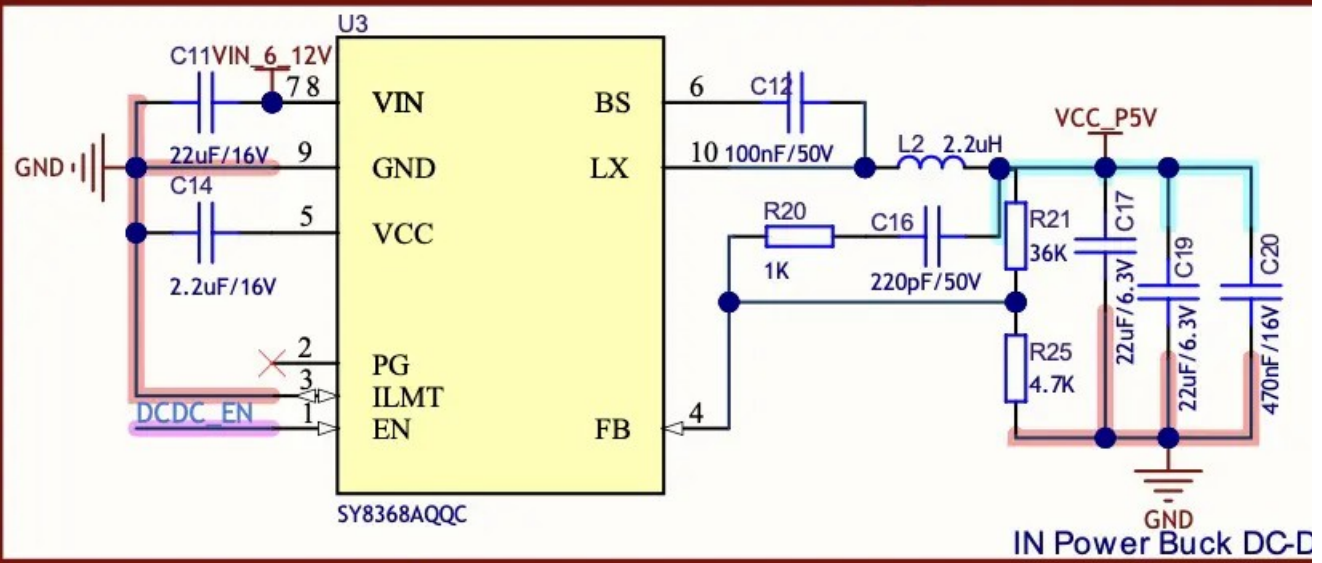 U3
C11
VIN_6_12V
7 8
VIN
22uF/16V
GND
9
GND
C14
5
VCC
2.2uF/16V
2
PG
3
ILMT
DCDC_EN
1
EN
SY8368AQQC
BS
6
C12
100nF/50V
LX
10
L2
2.2uH
VCC_P5V
R20
1K
C16
220pF/50V
R21
36K
R25
4.7K
C17
22uF/6.3V
C19
22uF/6.3V
C20
470nF/16V
FB
4
GND
IN Power Buck DC-D